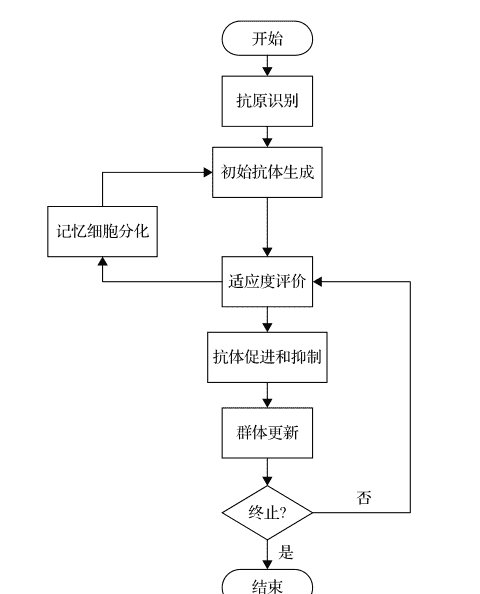 开始
抗原识别
初始抗体生成
记忆细胞分化
适应度评价
抗体促进和抑制
群体更新
终止?
否
是
结束